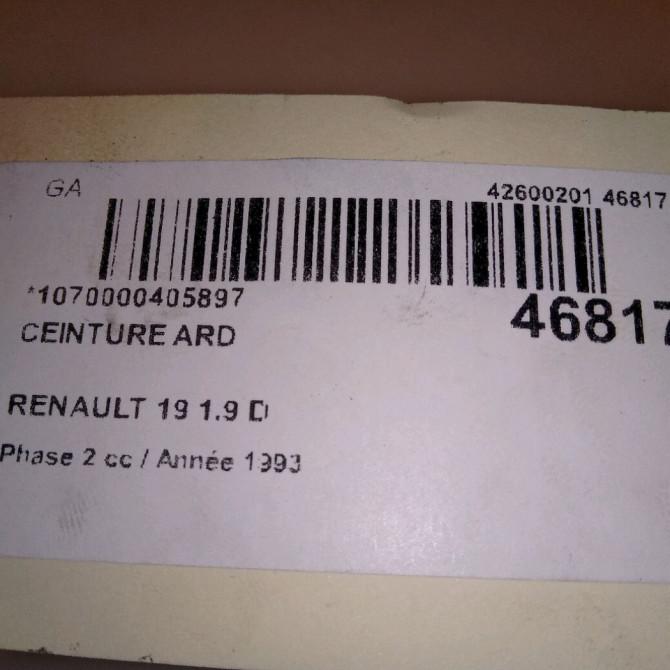 GA
42600201 46817
*1070000405897
46817
CEINTURE ARD
RENAULT 19 1.9 D
Phase 2 cc / Année 1993